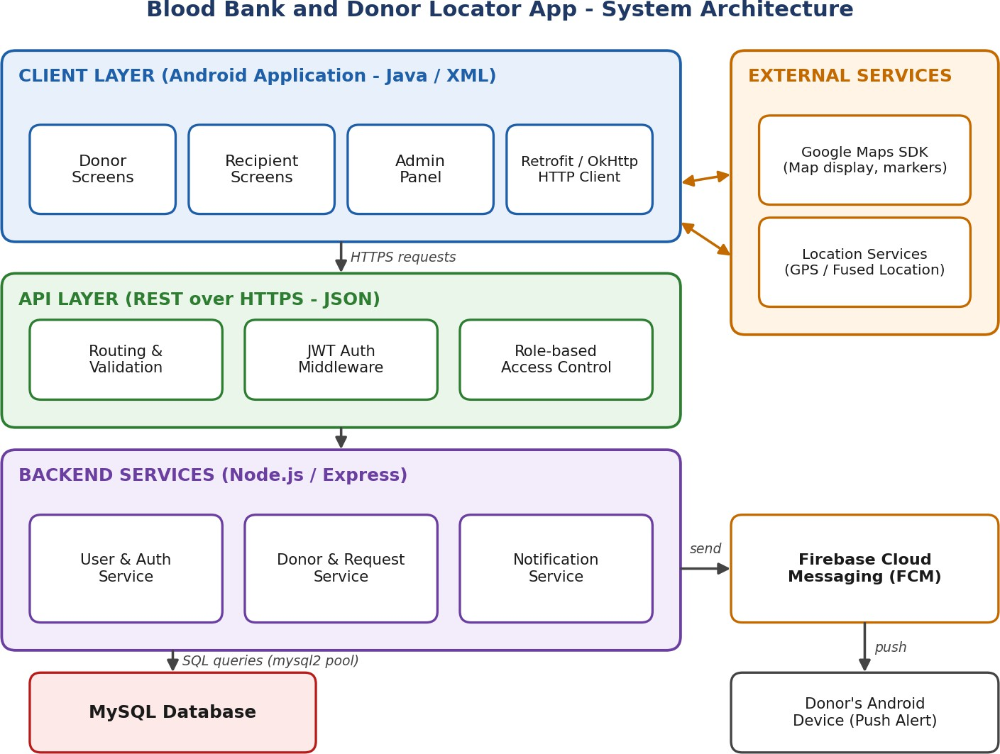 Blood Bank and Donor Locator App - System Architecture
CLIENT LAYER (Android Application - Java / XML)
Donor
Screens
Recipient
Screens
Admin
Panel
Retrofit / OkHttp
HTTP Client
EXTERNAL SERVICES
Google Maps SDK
(Map display, markers)
Location Services
(GPS / Fused Location)
HTTPS requests
API LAYER (REST over HTTPS - JSON)
Routing &
Validation
JWT Auth
Middleware
Role-based
Access Control
BACKEND SERVICES (Node.js / Express)
User & Auth
Service
Donor & Request
Service
Notification
Service
send
Firebase Cloud
Messaging (FCM)
push
SQL queries (mysql2 pool)
MySQL Database
Donor's Android
Device (Push Alert)